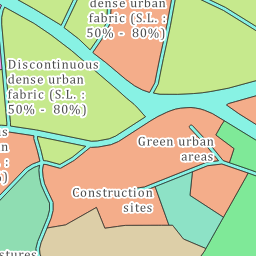 dense urban
fabric (S.L. :
50% -  80%)
Discontinuous
dense urban
fabric (S.L. :
50% -  80%)
Green urban
areas
Construction
sites